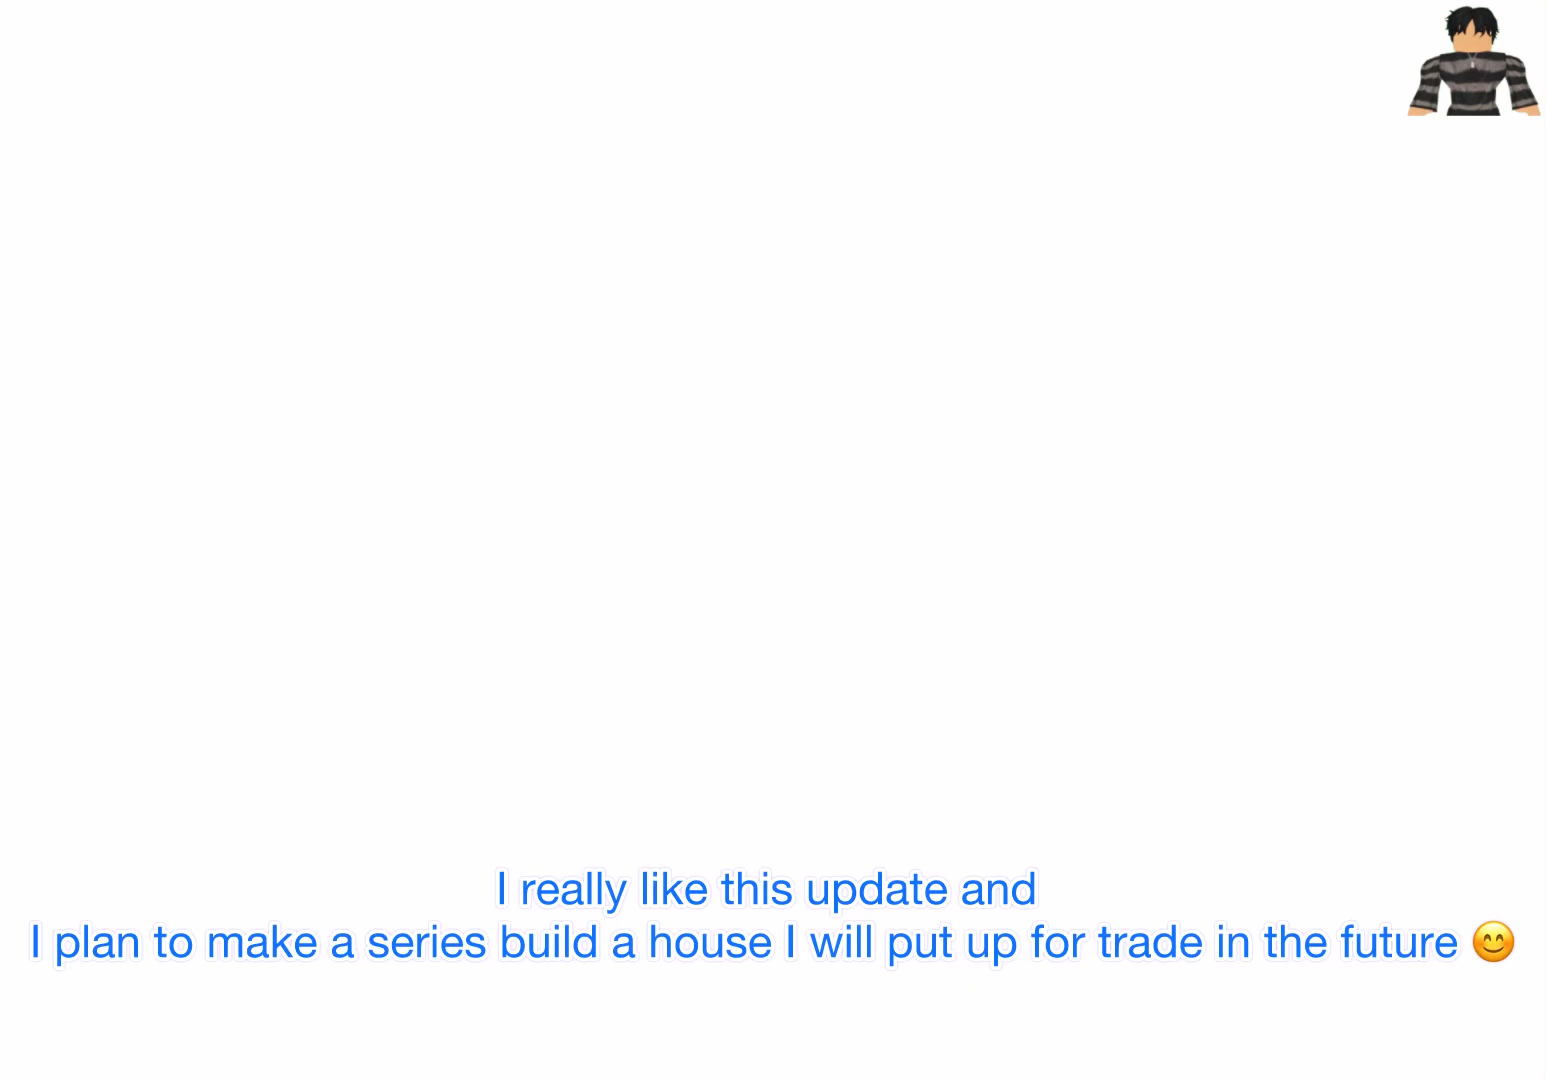 I really like this update and
I plan to make a series build a house I will put up for trade in the future 😊